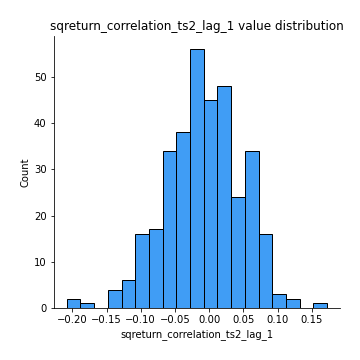 sqreturn_correlation_ts2_lag_1 value distribution
Count
50
40
30
20
10
0
−0.20 −0.15 −0.10 −0.05 0.00 0.05 0.10 0.15
sqreturn_correlation_ts2_lag_1